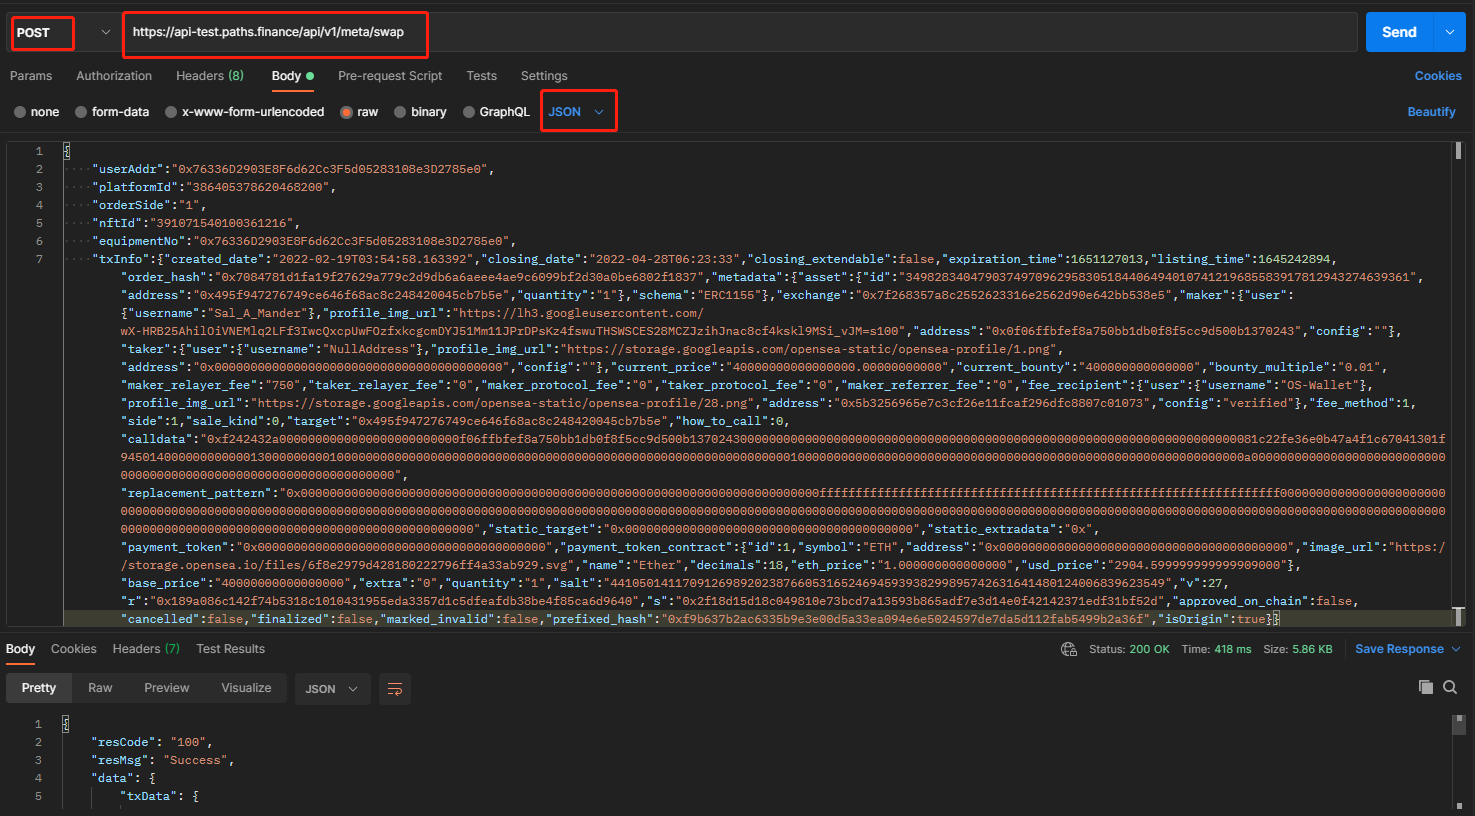 POST
https://api-test.paths.finance/api/v1/meta/swap
Send
Params Authorization Headers (8) Body Pre-request Script Tests Settings
Cookies
none form-data x-www-form-urlencoded raw binary GraphQL JSON
Beautify
1 {
2 "userAddr":"0x76336D2903E8F6d62Cc3F5d05283108e3D2785e0",
3 "platformId":"386405378620468200",
4 "orderSide":"1",
5 "nftId":"391071540100361216",
6 "equipmentNo":"0x76336D2903E8F6d62Cc3F5d05283108e3D2785e0",
7 "txInfo":{"created_date":"2022-02-19T03:54:58.163392","closing_date":"2022-04-28T06:23:33","closing_extendable":false,"expiration_time":1651127013,"listing_time":1645242894,
"order_hash":"0x7084781d1fa19f27629a779c2d9db6a6aeee4ae9c6099bf2d30a0be6802f1837","metadata":{"asset":{"id":"34982834047903749709629583051844064940107412196855839178129432746393​61",
"address":"0x495f947276749ce646f68ac8c248420045cb7b5e","quantity":"1"},"schema":"ERC1155"},"exchange":"0x7f268357a8c2552623316e2562d90e642bb538e5","maker":{"user":
{"username":"Sal_A_Mander"},"profile_img_url":"https://lh3.googleusercontent.com/
"address":"0x0f06ffbfef8a750bb1db0f8f5cc9d500b1370243","config":""},
"taker":{"user":{"username":"NullAddress"},"profile_img_url":"https://storage.googleapis.com/opensea-static/opensea-profile/1.png",
"address":"0x0000000000000000000000000000000000000000","config":""},"current_price":"40000000000000000.00000000000","current_bounty":"400000000000000","bounty_multiple":"0.01",
"maker_relayer_fee":"750","taker_relayer_fee":"0","maker_protocol_fee":"0","taker_protocol_fee":"0","maker_referrer_fee":"0","fee_recipient":{"user":{"username":"OS-Wallet"},
"profile_img_url":"https://storage.googleapis.com/opensea-static/opensea-profile/28.png","address":"0x5b3256965e7c3cf26e11fcaf296dfc8807c01073","config":"verified"},"fee_method":1,
"side":1,"sale_kind":0,"target":"0x495f947276749ce646f68ac8c248420045cb7b5e","how_to_call":0,
"calldata":
"replacement_pattern":
"static_target":"0x0000000000000000000000000000000000000000","static_extradata":"0x",
"payment_token":"0x0000000000000000000000000000000000000000","payment_token_contract":{"id":1,"symbol":"ETH","address":"0x0000000000000000000000000000000000000000","image_url":"https:/
/storage.opensea.io/files/6f8e2979d428180222796ff4a33ab929.svg","name":"Ether","decimals":18,"eth_price":"1.000000000000000","usd_price":"2904.599999999999909000"},
"base_price":"40000000000000000","extra":"0","quantity":"1","salt":"44105014117091269892023876605316524694593938299895742631641480124006839623549","v":27,
"r":"0x189a086c142f74b5318c1010431955eda3357d1c5dfeafdb38be4f85ca6d9640","s":"0x2f18d15d18c049810e73bcd7a13593b865adf7e3d14e0f42142371edf31bf52d","approved_on_chain":false,
"cancelled":false,"finalized":false,"marked_invalid":false,"prefixed_hash":"0xf9b637b2ac6335b9e3e00d5a33ea094e6e5024597de7da5d112fab5499b2a36f","isOrigin":true}}
Body Cookies Headers (7) Test Results
Status: 200 OK Time: 418 ms Size: 5.86 KB Save Response
Pretty Raw Preview Visualize JSON
1 {
2 "resCode": "100",
3 "resMsg": "Success",
4 "data": {
5 "txData": {